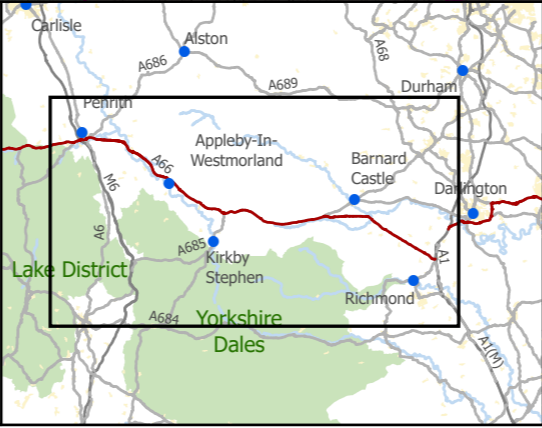 Carlisle
Alston
A686
A68
A689
Durham
Penrith
Appleby-In-
Westmorland
A66
Barnard
Castle
Darlington
M6
A6
A685
Kirkby
Stephen
A1
Lake District
Richmond
A684
Yorkshire
Dales
A1(M)